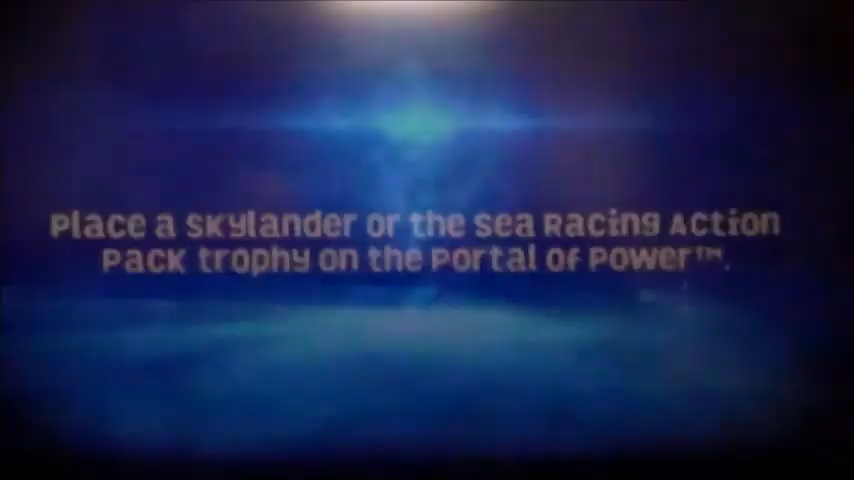 Place a Skylander or the Sea Racing Action
Pack trophy on the Portal of Power™.